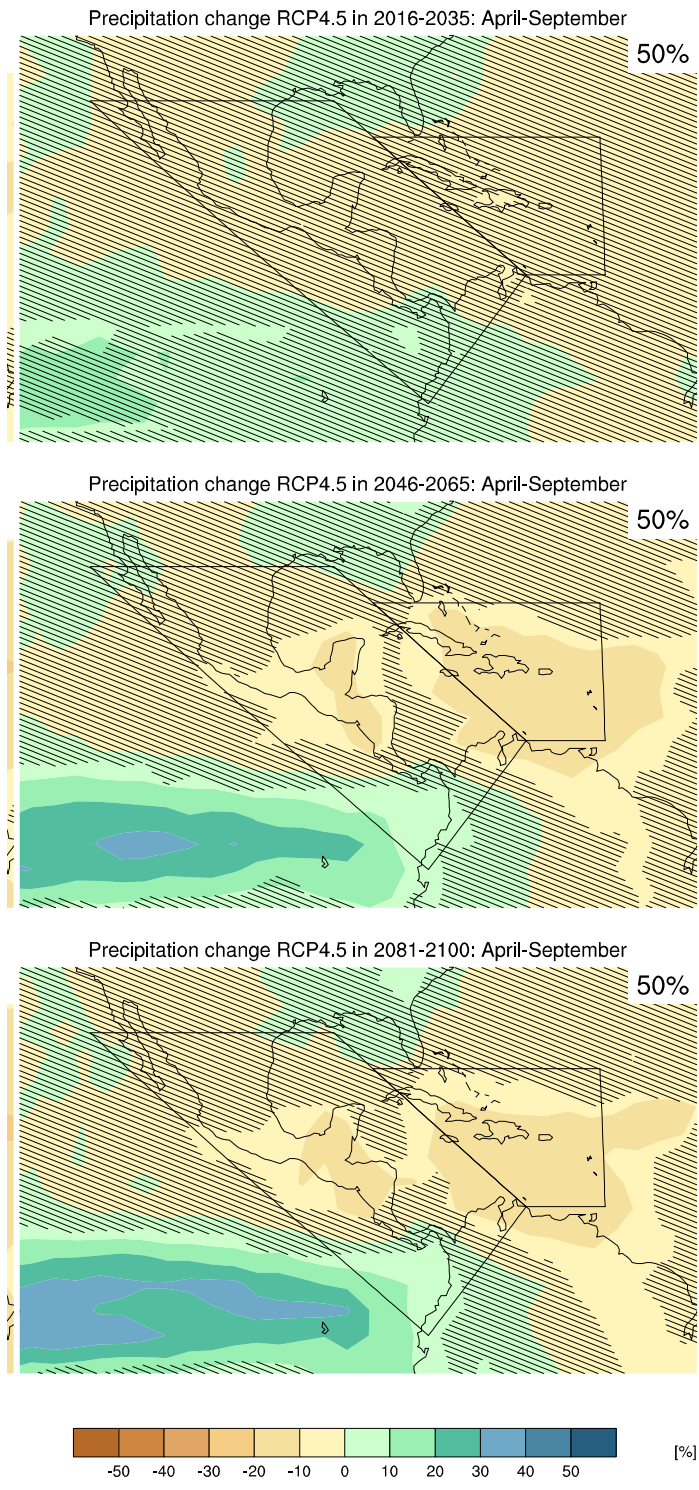 Precipitation change RCP4.5 in 2016-2035: April-September
50%
Precipitation change RCP4.5 in 2046-2065: April-September
50%
Precipitation change RCP4.5 in 2081-2100: April-September
50%
[%]
-50 -40 -30 -20 -10 0 10 20 30 40 50